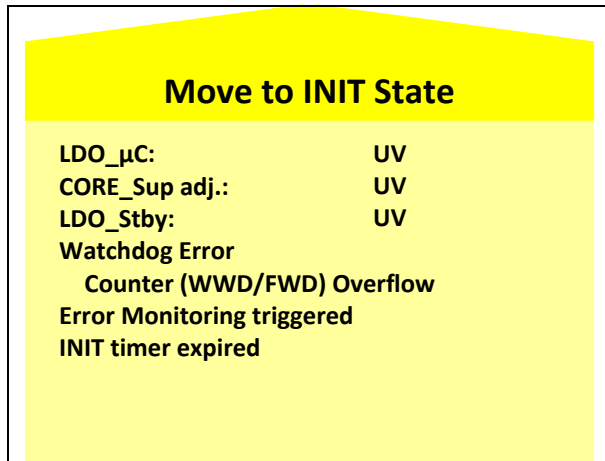 Move to INIT State
LDO_µC: UV
CORE_Sup adj.: UV
LDO_Stby: UV
Watchdog Error
Counter (WWD/FWD) Overflow
Error Monitoring triggered
INIT timer expired